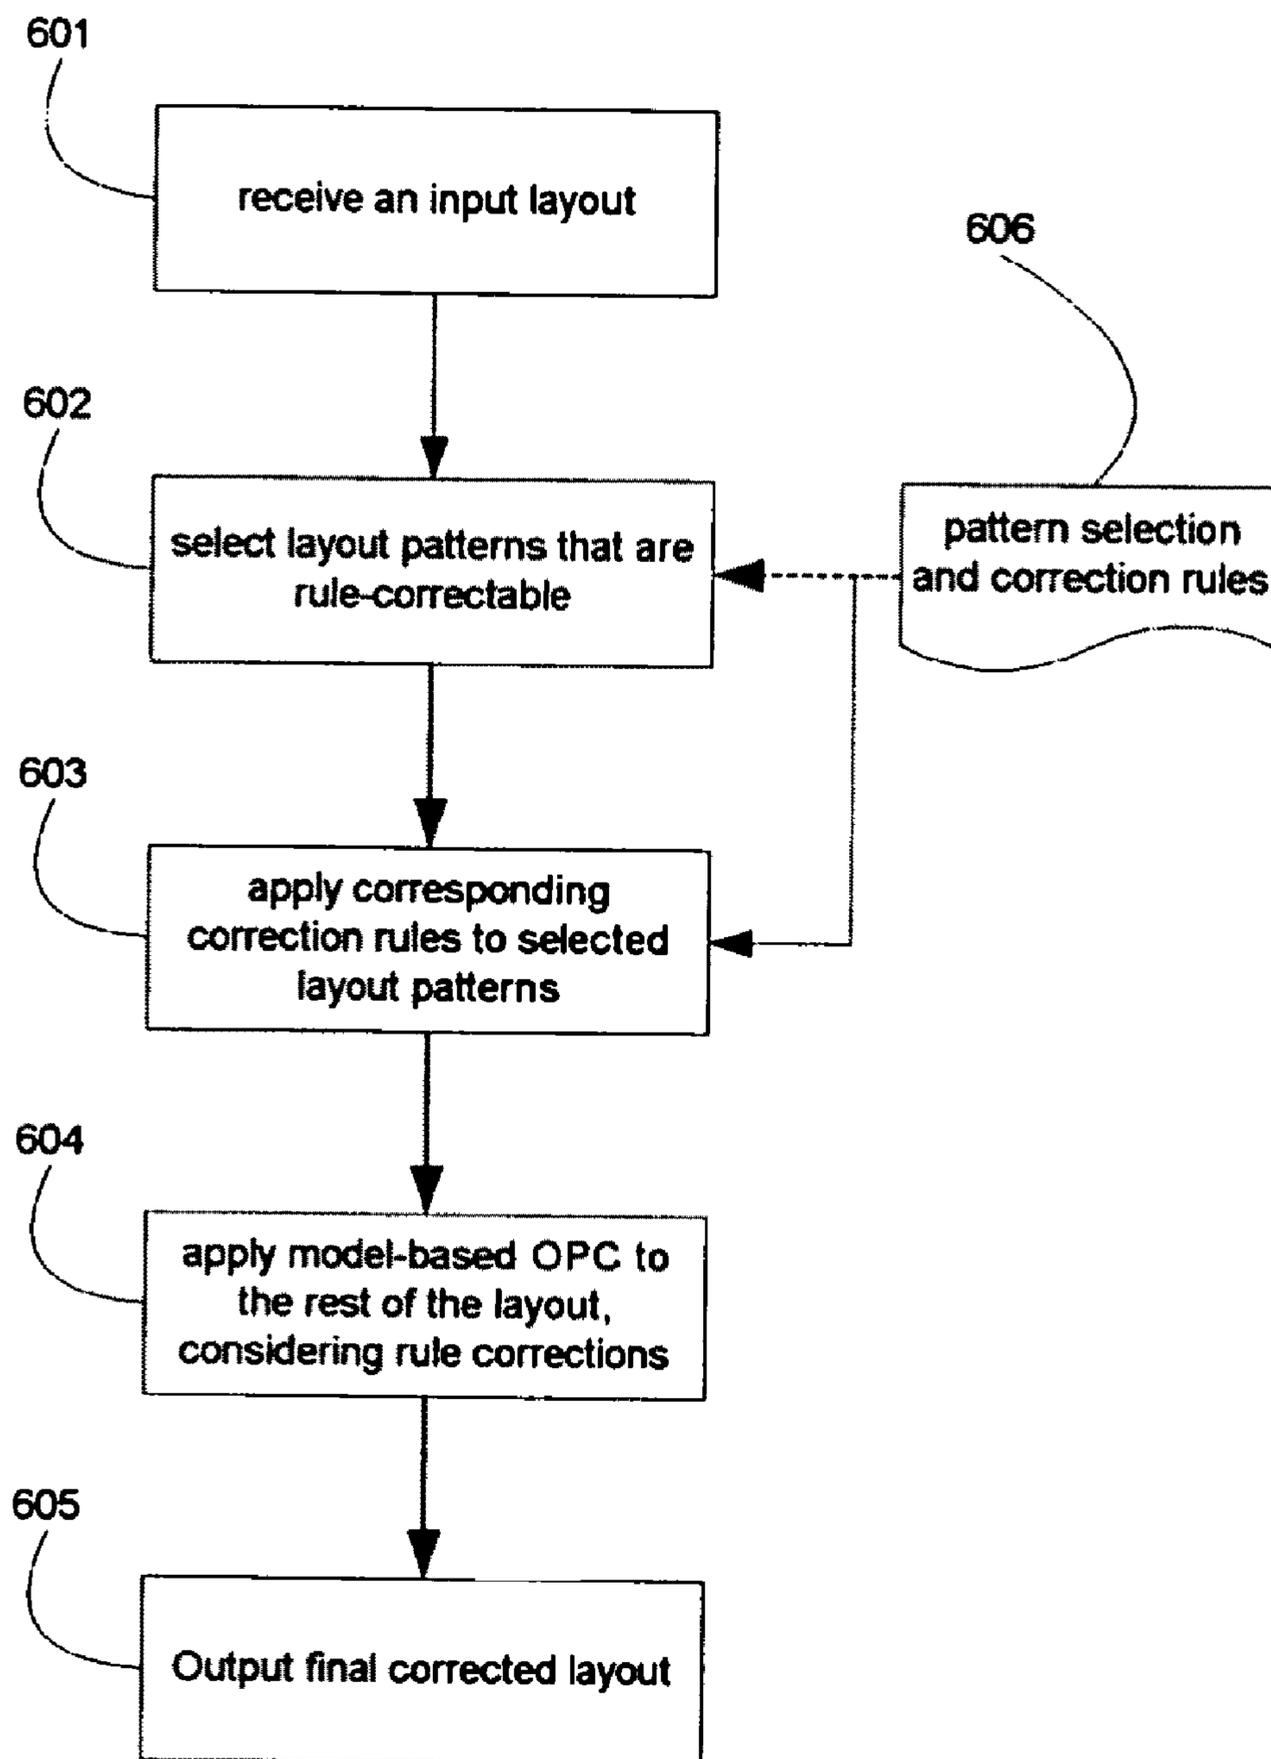 601
receive an input layout
606
602
select layout patterns that are
rule-correctable
pattern selection
and correction rules
603
apply corresponding
correction rules to selected
layout patterns
604
apply model-based OPC to
the rest of the layout,
considering rule corrections
605
Output final corrected layout